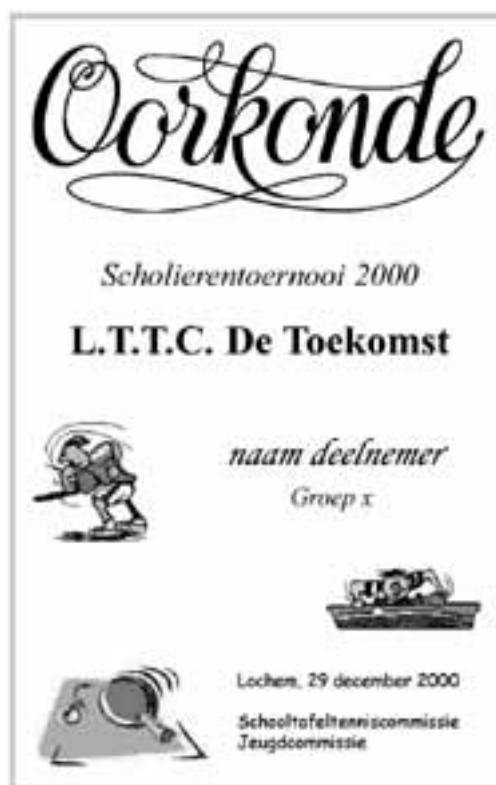 Oorkonde
Scholierentoernooi 2000
L.T.T.C. De Toekomst
naam deelnemer
Groep x
Lochem, 29 december 2000
Schooltafeltenniscommissie
Jeugdcommissie